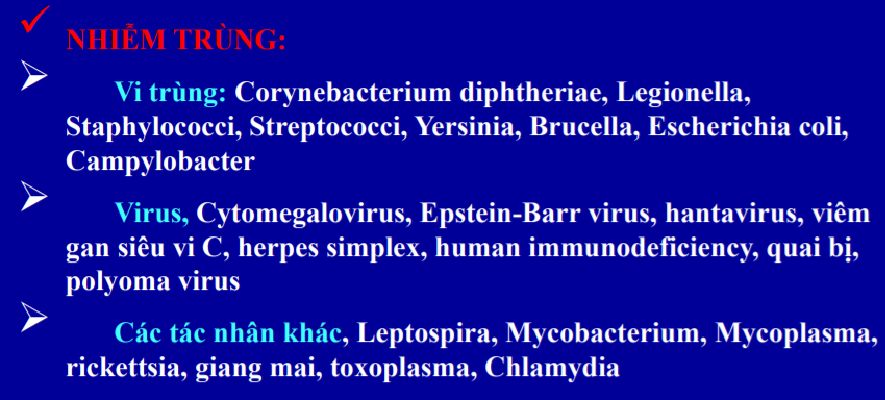 NHIỄM TRÙNG:
Vi trùng: Corynebacterium diphtheriae, Legionella,
Staphylococci, Streptococci, Yersinia, Brucella, Escherichia coli,
Campylobacter
Virus, Cytomegalovirus, Epstein-Barr virus, hantavirus, viêm
gan siêu vi C, herpes simplex, human immunodeficiency, quai bị,
polyoma virus
Các tác nhân khác, Leptospira, Mycobacterium, Mycoplasma,
rickettsia, giang mai, toxoplasma, Chlamydia